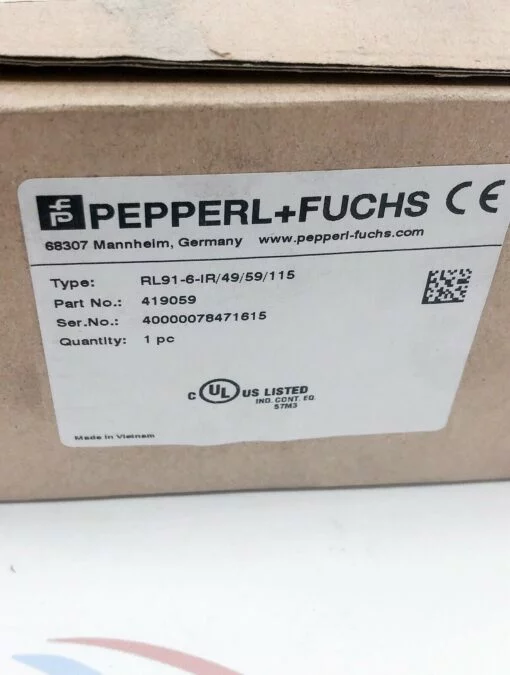 PEPPERL+FUCHS CE
68307 Mannheim, Germany www.pepperl-fuchs.com
Type: RL91-6-IR/49/59/115
Part No.: 419059
Ser.No.: 40000078471615
Quantity: 1 pc
C UL US LISTED
IND. CONT. EQ.
57M3
Made in Vietnam